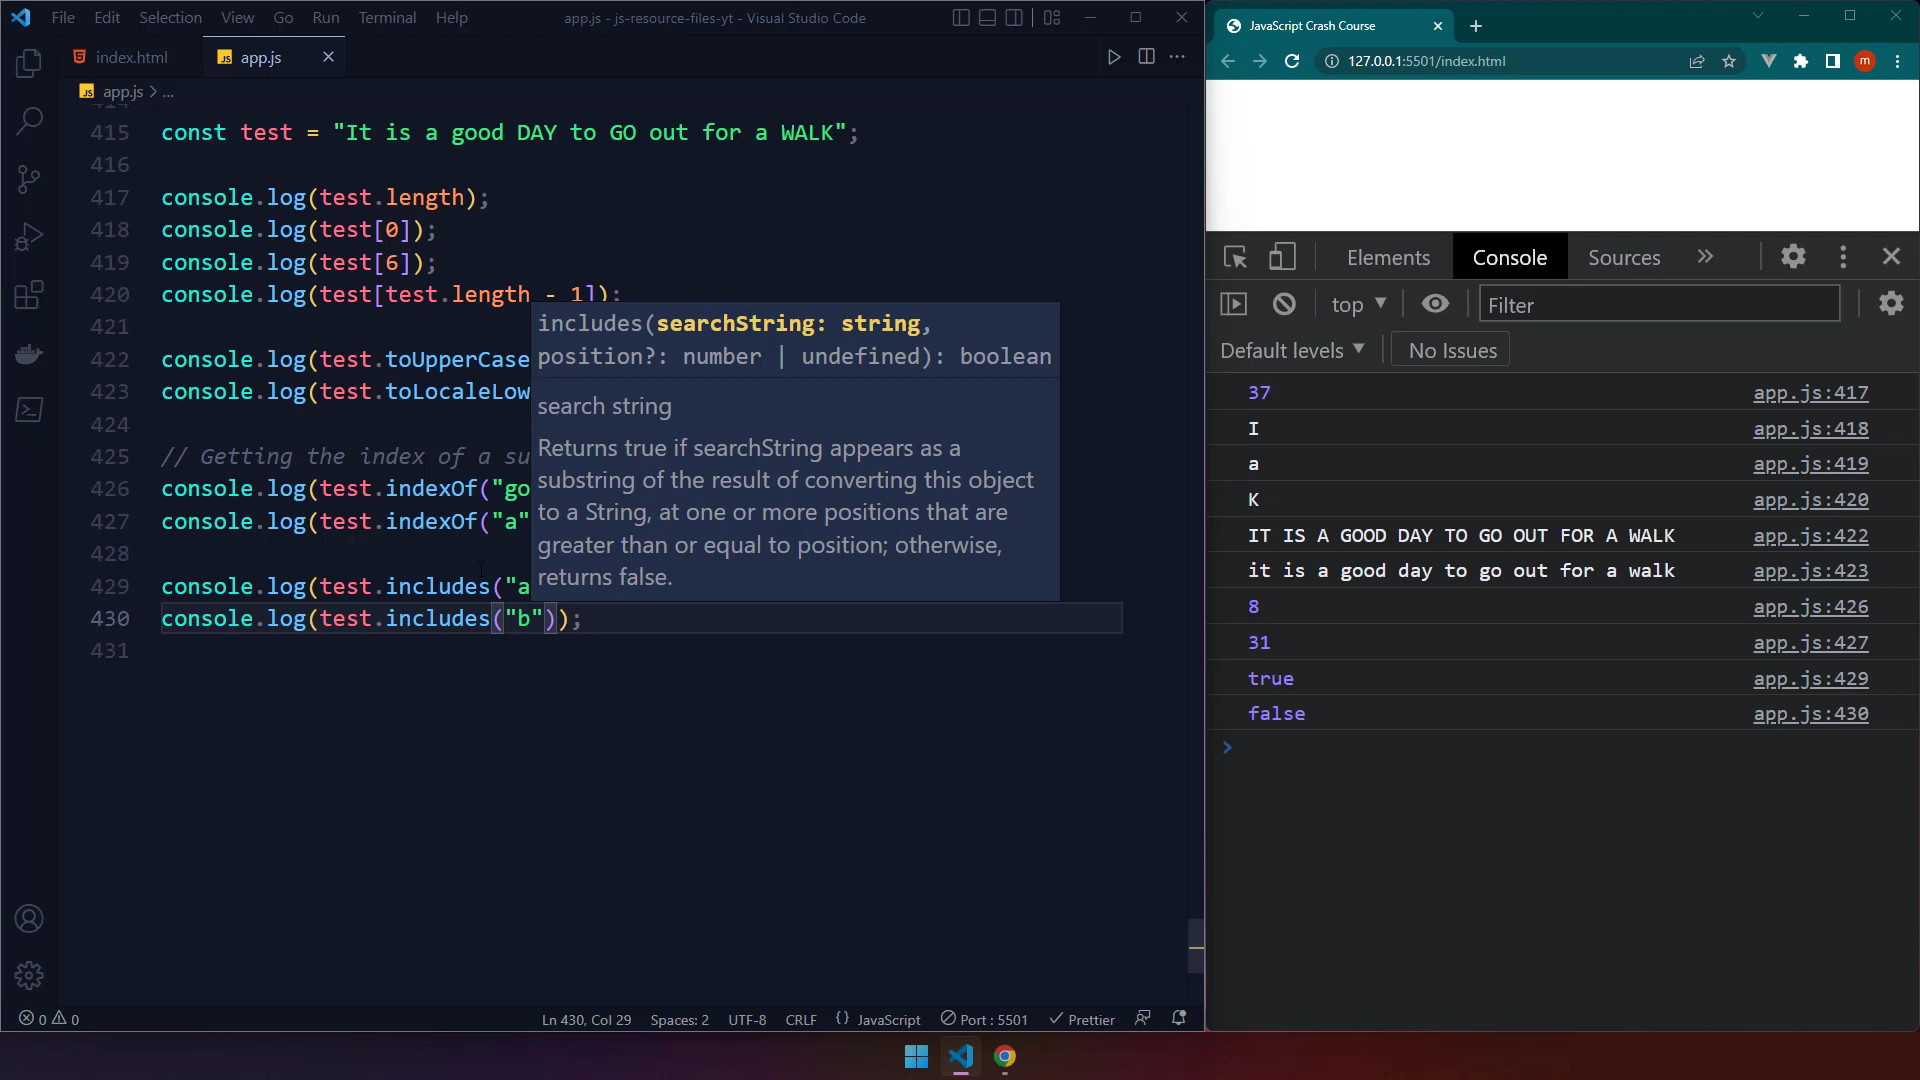 File Edit Selection View Go Run Terminal Help
app.js - js-resource-files-yt - Visual Studio Code
index.html
app.js
app.js > ...
415 const test = "It is a good DAY to GO out for a WALK";
416
417 console.log(test.length);
418 console.log(test[0]);
419 console.log(test[6]);
420 console.log(test[test.length - 1]);
421
422 console.log(test.toUpperCase
423 console.log(test.toLocaleLow
424
425 // Getting the index of a su
426 console.log(test.indexOf("go
427 console.log(test.indexOf("a"
428
429 console.log(test.includes("a
430 console.log(test.includes("b"));
431
includes(searchString: string,
position?: number | undefined): boolean
search string
Returns true if searchString appears as a
substring of the result of converting this object
to a String, at one or more positions that are
greater than or equal to position; otherwise,
returns false.
0 0
Ln 430, Col 29 Spaces: 2 UTF-8 CRLF {} JavaScript Port : 5501 Prettier
JavaScript Crash Course
127.0.0.1:5501/index.html
m
Elements Console Sources »
top Filter
Default levels No Issues
37 app.js:417
I app.js:418
a app.js:419
K app.js:420
IT IS A GOOD DAY TO GO OUT FOR A WALK app.js:422
it is a good day to go out for a walk app.js:423
8 app.js:426
31 app.js:427
true app.js:429
false app.js:430
>